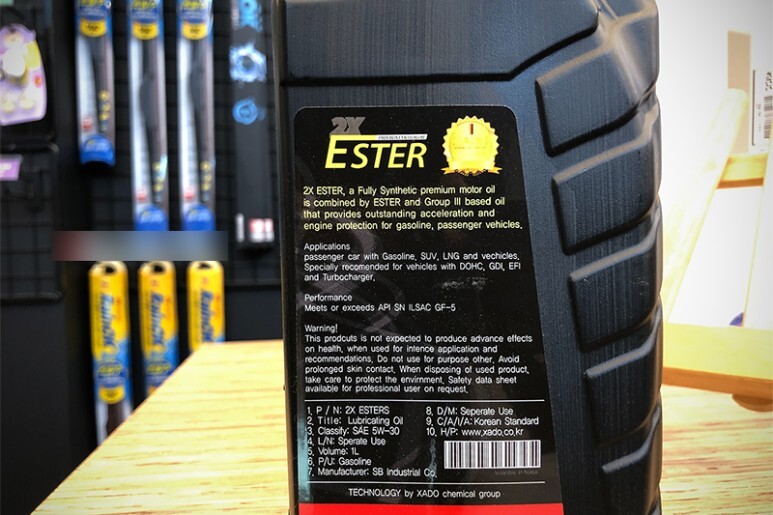 2X
ESTER
2X ESTER, a Fully Synthetic premium motor oil
is combined by ESTER and Group III based oil
that provides outstanding acceleration and
engine protection for gasoline, passenger vehicles.
Applications
passenger car with Gasoline, SUV, LNG and vechicles.
Specially recomended for vehicles with DOHC, GDI, EFI
and Turbocharger.
Performance
Meets or exceeds API SN ILSAC GF-5
Warning!
This prodcuts is not expected to produce advance effects
on health, when used for intence application and
recommendations. Do not use for purpose other. Avoid
prolonged skin contact. When disposing of used product,
take care to protect the envirnment. Safety data sheet
available for professional user on request.
1. P / N: 2X ESTERS
2. Title: Lubricating Oil
3. Classify: SAE 5W-30
4. L/N: Sperate Use
5. Volume: 1L
6. P/U: Gasoline
7. Manufacturer: SB Industrial Co.
8. D/M: Seperate Use
9. C/A/I/A: Korean Standard
10. H/P: www.xado.co.kr
TECHNOLOGY by XADO chemical group